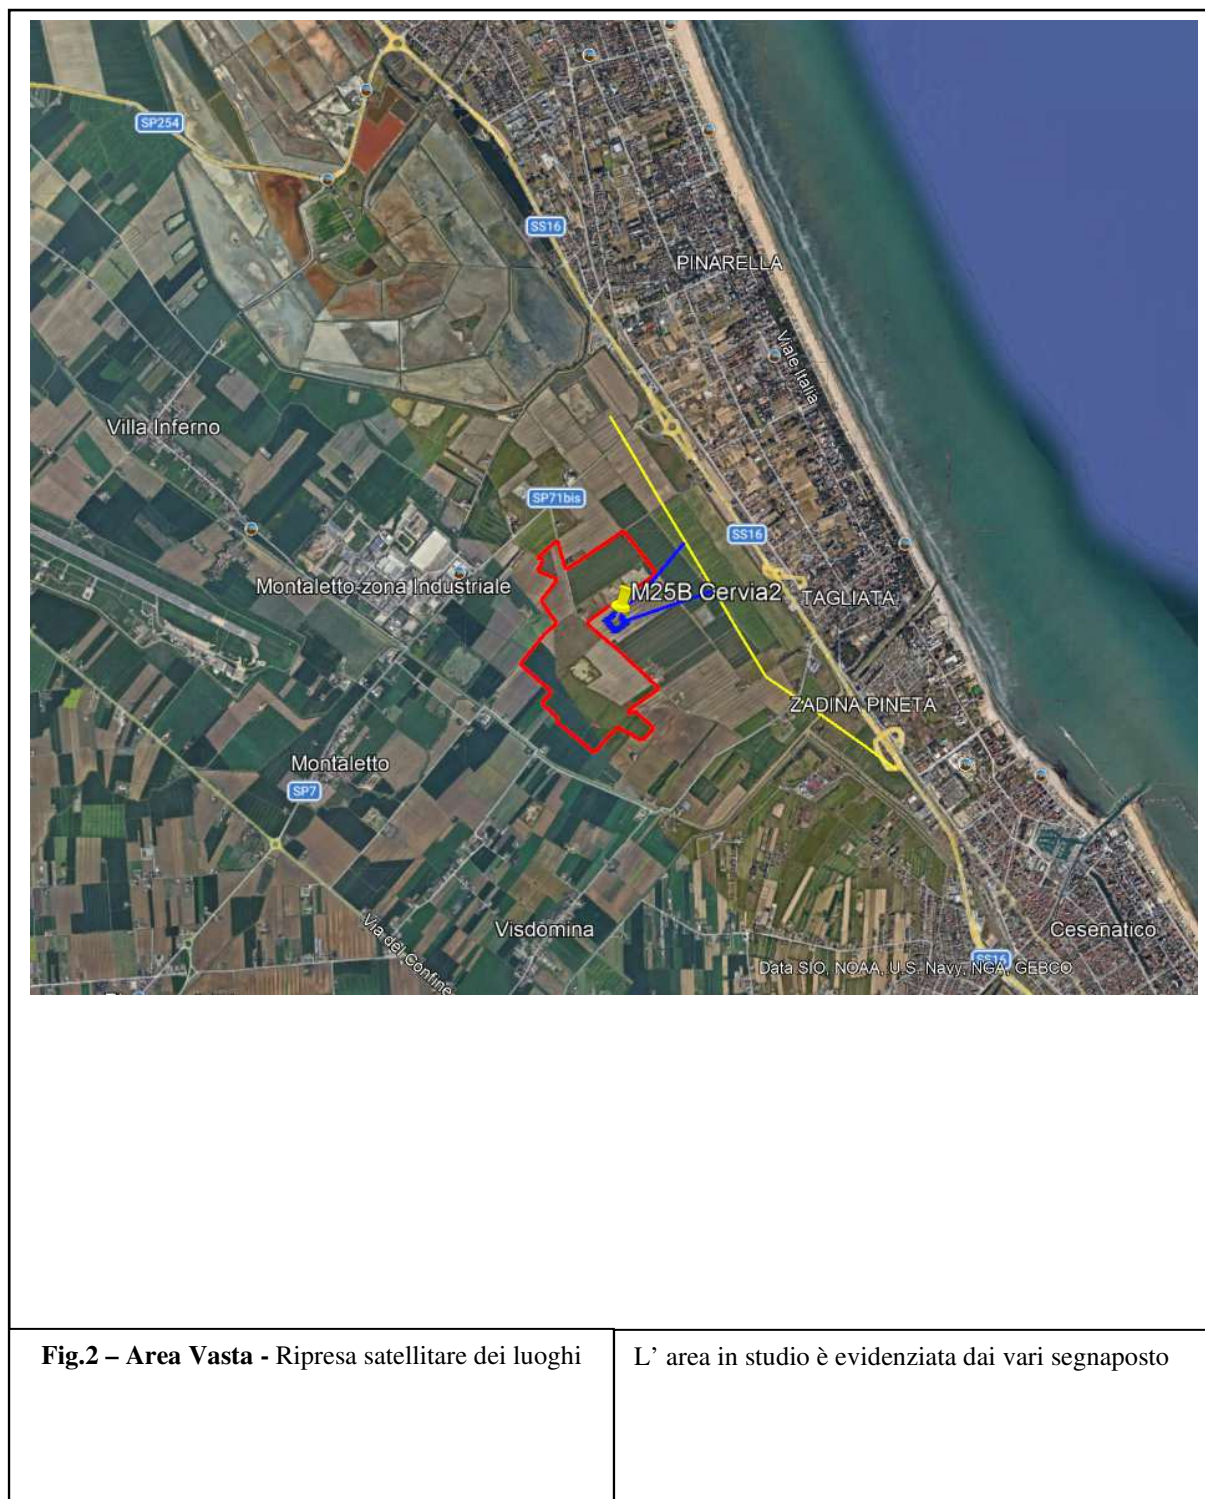 SP254
SS16
PINARELLA
Viale Italia
Villa Inferno
SP71bis
SS16
Montaletto-zona Industriale
M25B Cervia2
TAGLIATA
ZADINA PINETA
Montaletto
SP7
Via del Confine
Visdomina
Cesenatico
SS16
Data SIO, NOAA, U.S. Navy, NGA, GEBCO
Fig.2 – Area Vasta - Ripresa satellitare dei luoghi
L’ area in studio è evidenziata dai vari segnaposto